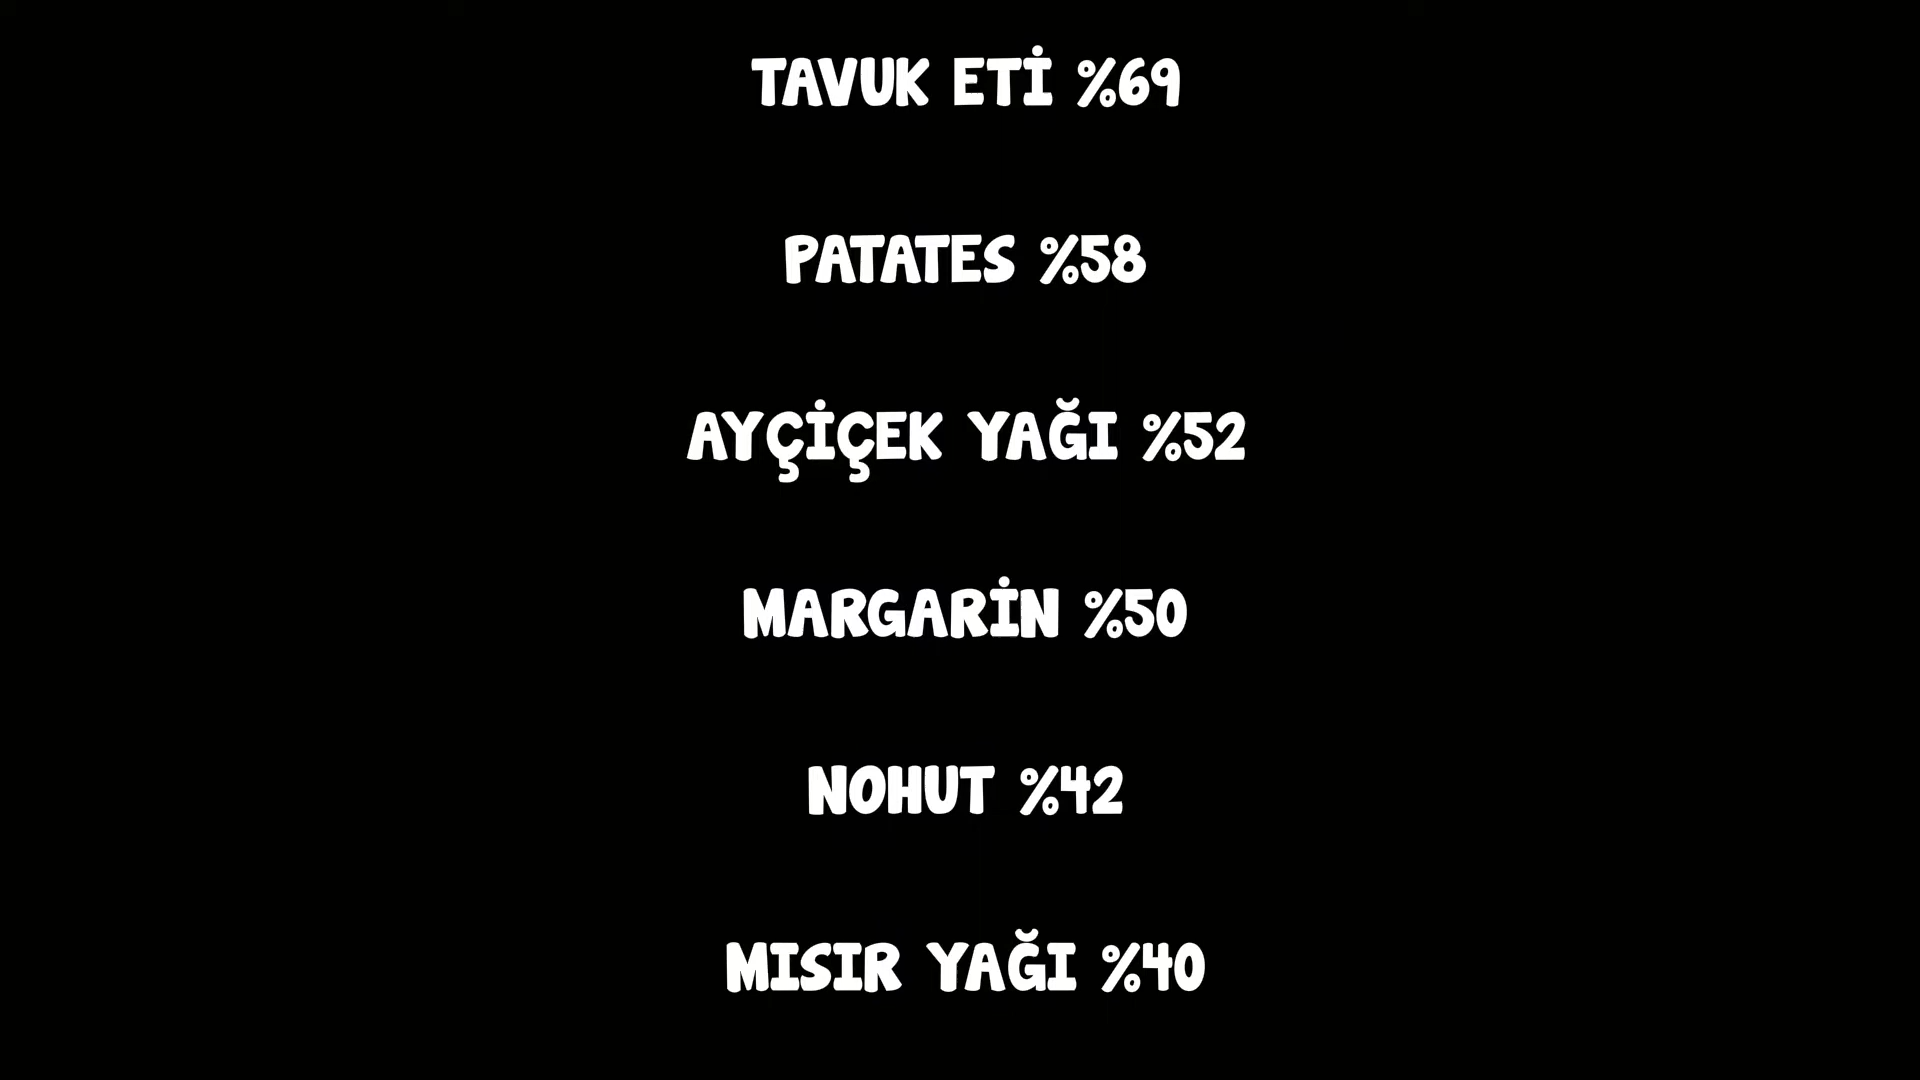 TAVUK ETİ %69
PATATES %58
AYÇİÇEK YAĞI %52
MARGARİN %50
NOHUT %42
MISIR YAĞI %40